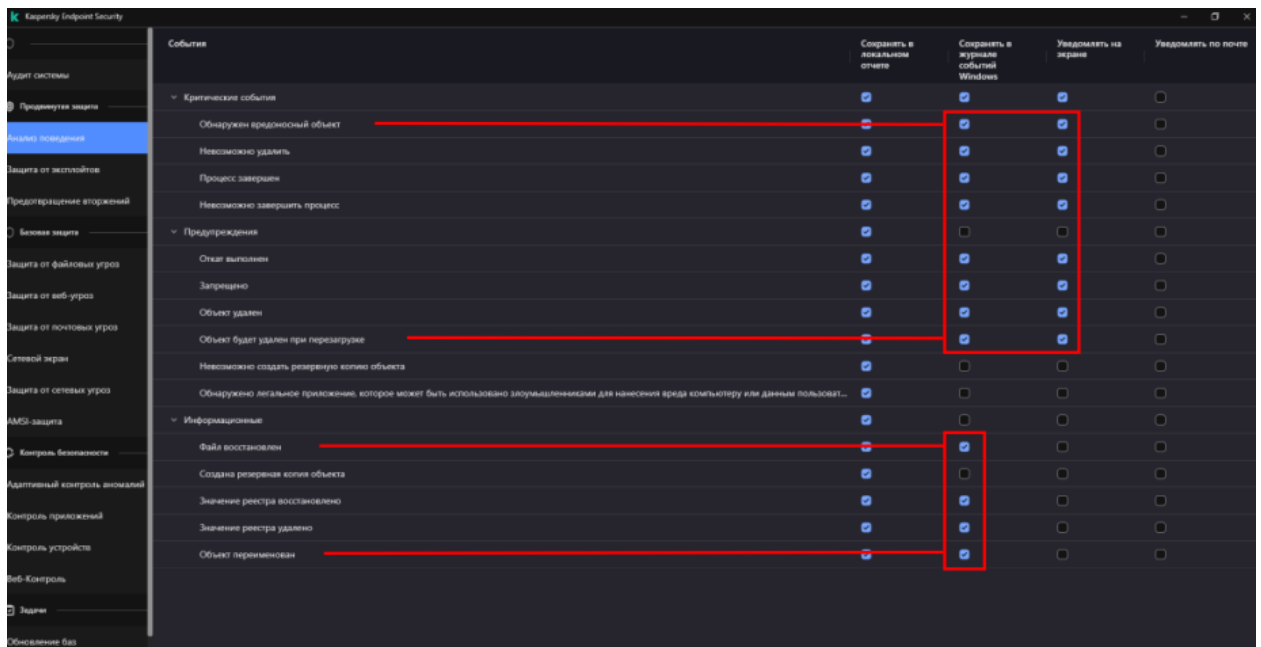 Kaspersky Endpoint Security
Аудит системы
Продвинутая защита
Анализ поведения
Защита от эксплойтов
Предотвращение вторжений
Базовая защита
Защита от файловых угроз
Защита от веб-угроз
Защита от почтовых угроз
Сетевой экран
Защита от сетевых угроз
AMSI-защита
Контроль безопасности
Адаптивный контроль аномалий
Контроль приложений
Контроль устройств
Веб-Контроль
Задачи
Обновление баз
События
Сохранять в
локальном
отчете
Сохранять в
журнале
событий
Windows
Уведомлять на
экране
Уведомлять по почте
Критические события
Обнаружен вредоносный объект
Невозможно удалить
Процесс завершен
Невозможно завершить процесс
Предупреждения
Откат выполнен
Запрещено
Объект удален
Объект будет удален при перезагрузке
Невозможно создать резервную копию объекта
Обнаружено легальное приложение, которое может быть использовано злоумышленниками для нанесения вреда компьютеру или данным пользоват...
Информационные
Файл восстановлен
Создана резервная копия объекта
Значение реестра восстановлено
Значение реестра удалено
Объект переименован